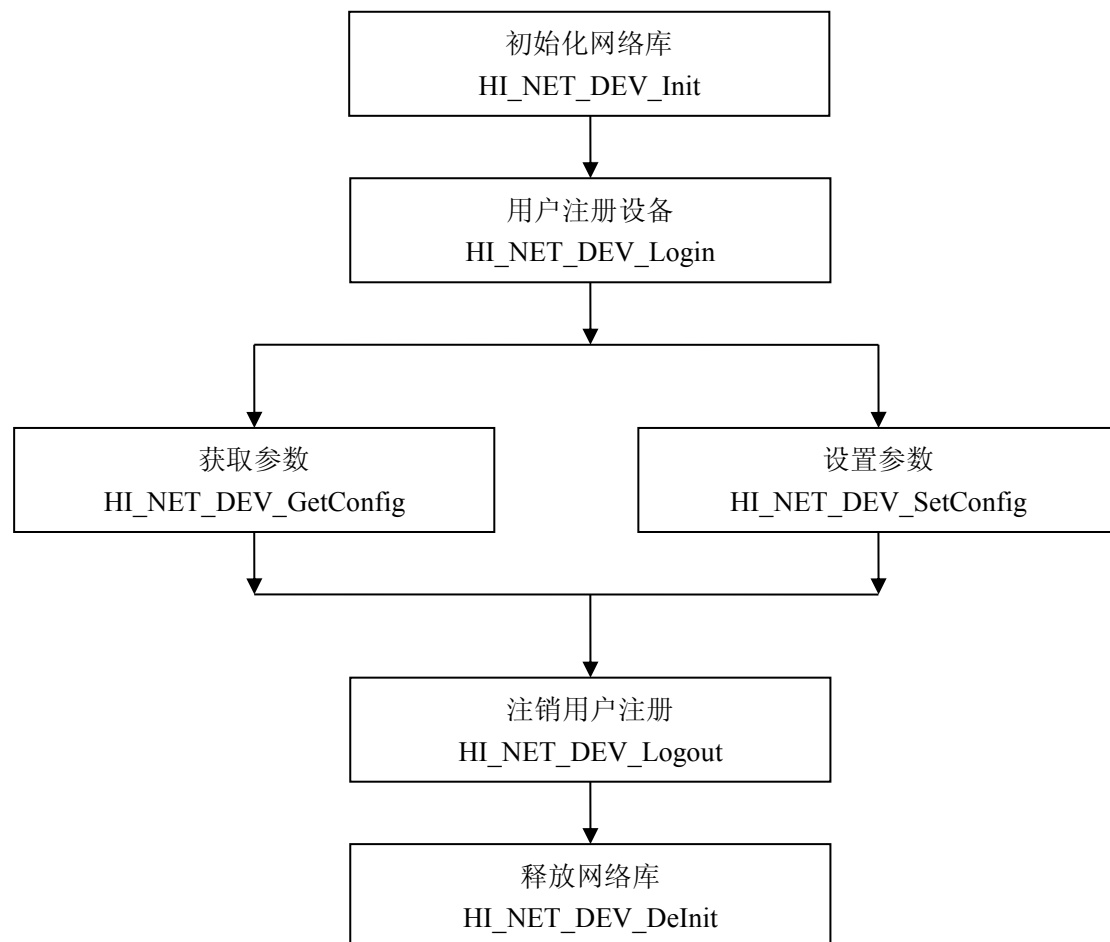 初始化网络库
HI_NET_DEV_Init
用户注册设备
HI_NET_DEV_Login
获取参数
HI_NET_DEV_GetConfig
设置参数
HI_NET_DEV_SetConfig
注销用户注册
HI_NET_DEV_Logout
释放网络库
HI_NET_DEV_DeInit